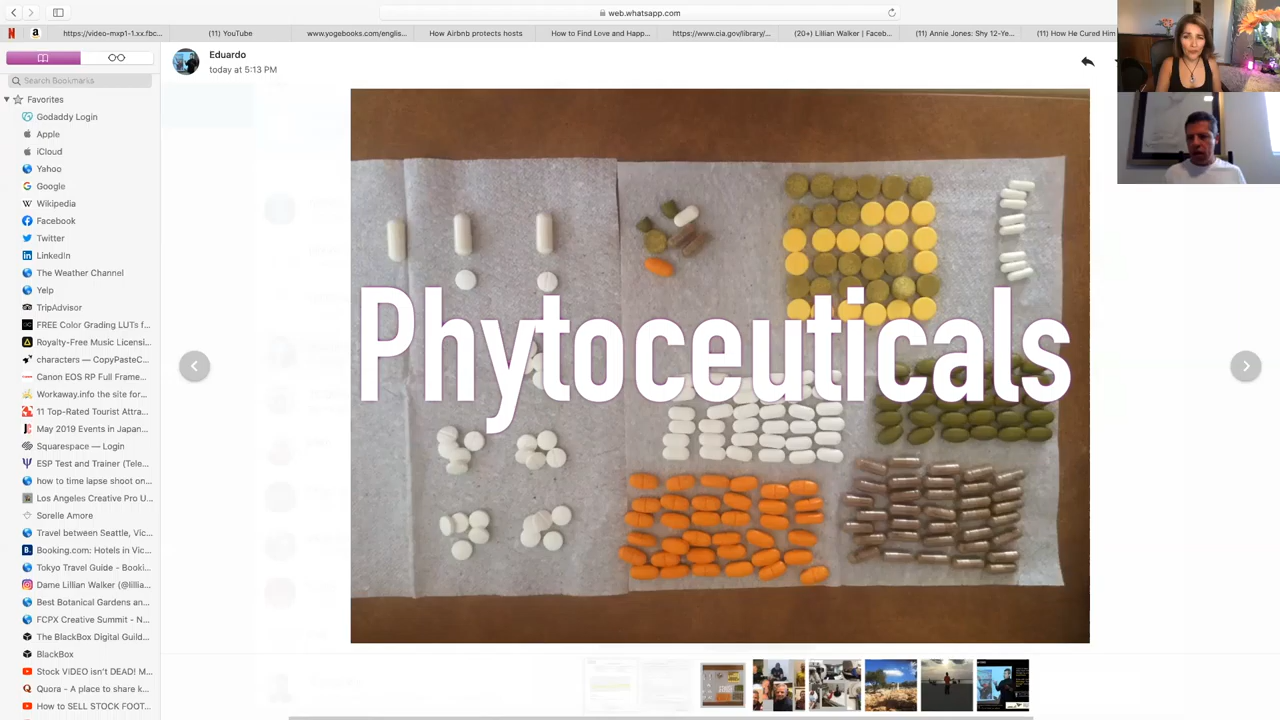 web.whatsapp.com
https://video-mxp1-1.xx.fbc...
(11) YouTube
www.yogebooks.com/englis...
How Airbnb protects hosts
How to Find Love and Happ...
https://www.cia.gov/library/...
(20+) Lillian Walker | Faceb...
(11) Annie Jones: Shy 12-Ye...
(11) How He Cured Him
Search Bookmarks
Favorites
Godaddy Login
Apple
iCloud
Yahoo
Google
Wikipedia
Facebook
Twitter
LinkedIn
The Weather Channel
Yelp
TripAdvisor
FREE Color Grading LUTs f...
Royalty-Free Music Licensi...
characters — CopyPasteC...
Canon EOS RP Full Frame...
Workaway.info the site for...
11 Top-Rated Tourist Attra...
May 2019 Events in Japan...
Squarespace — Login
ESP Test and Trainer (Tele...
how to time lapse shoot on...
Los Angeles Creative Pro U...
Sorelle Amore
Travel between Seattle, Vic...
Booking.com: Hotels in Vic...
Tokyo Travel Guide - Booki...
Dame Lillian Walker (@lillia...
Best Botanical Gardens an...
FCPX Creative Summit - N...
The BlackBox Digital Guild...
BlackBox
Stock VIDEO isn't DEAD! M...
Quora - A place to share k...
How to SELL STOCK FOOT...
Eduardo
today at 5:13 PM
Phytoceuticals